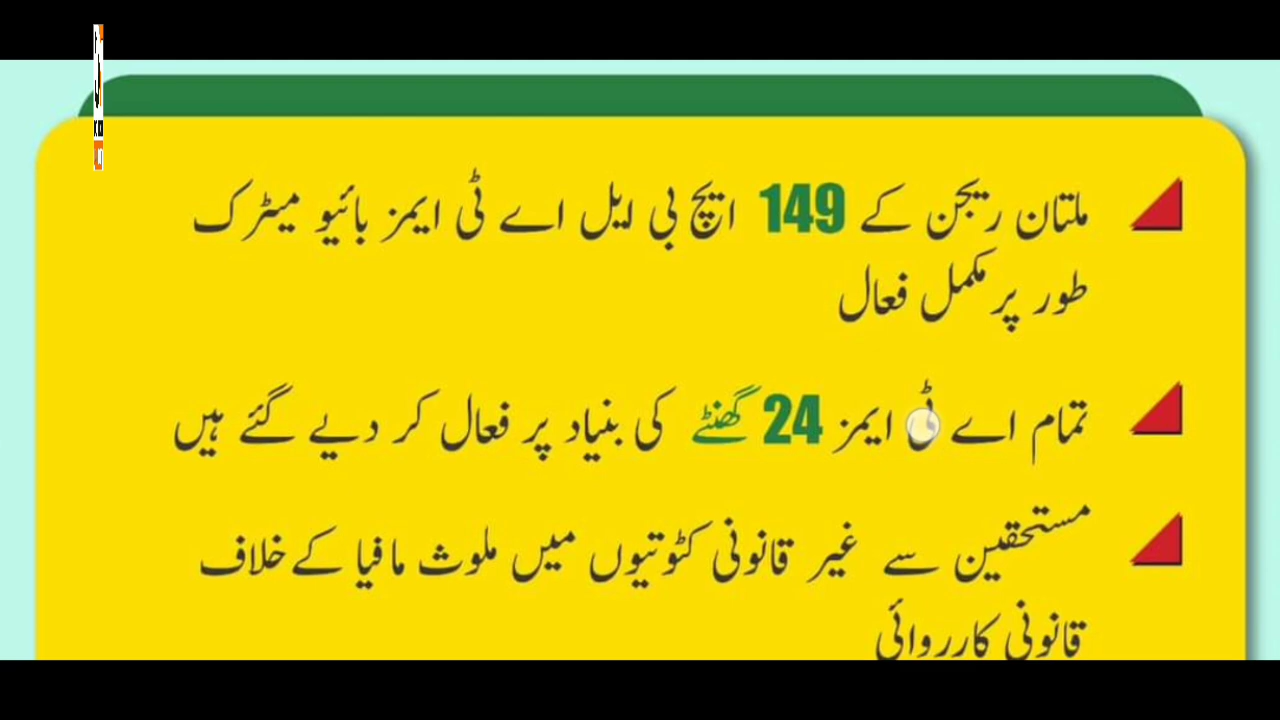 ملتان ریجن کے 149 ایچ بی ایل اے ٹی ایمز بائیو میٹرک
طور پر مکمل فعال
تمام اے ٹی ایمز 24 گھنٹے کی بنیاد پر فعال کر دیے گئے ہیں
مستحقین سے غیر قانونی کٹوتیوں میں ملوث مافیا کے خلاف
قانونی کارروائی